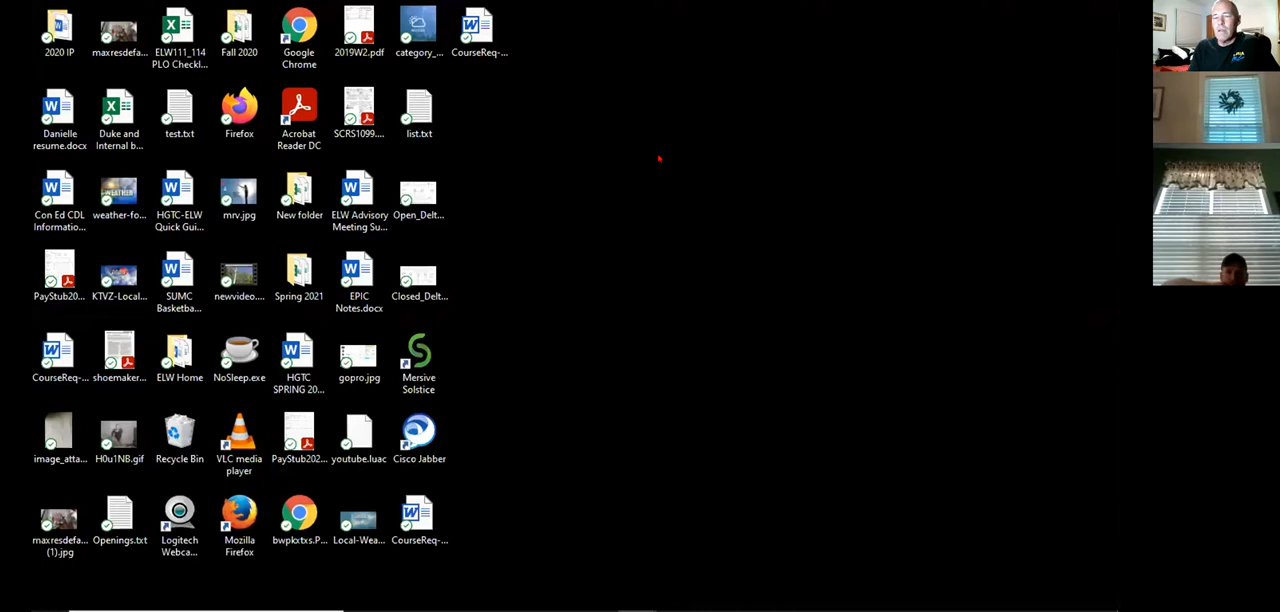 2020 IP
maxresdefa...
ELW111_114
PLO Checkl...
Fall 2020
Google
Chrome
2019W2.pdf
category_...
CourseReq-...
Danielle
resume.docx
Duke and
Internal b...
test.txt
Firefox
Acrobat
Reader DC
SCRS1099....
list.txt
Con Ed CDL
Informatio...
weather-fo...
HGTC-ELW
Quick Gui...
mrv.jpg
New folder
ELW Advisory
Meeting Su...
Open_Delt...
PayStub20...
KTVZ-Local...
SUMC
Basketba...
newvideo....
Spring 2021
EPIC
Notes.docx
Closed_Delt...
CourseReq-...
shoemaker...
ELW Home
NoSleep.exe
HGTC
SPRING 20...
gopro.jpg
Mersive
Solstice
image_atta...
H0u1NB.gif
Recycle Bin
VLC media
player
PayStub202...
youtube.luac
Cisco Jabber
maxresdefa...
(1).jpg
Openings.txt
Logitech
Webca...
Mozilla
Firefox
bwpkxtxs.P...
Local-Wea...
CourseReq-...